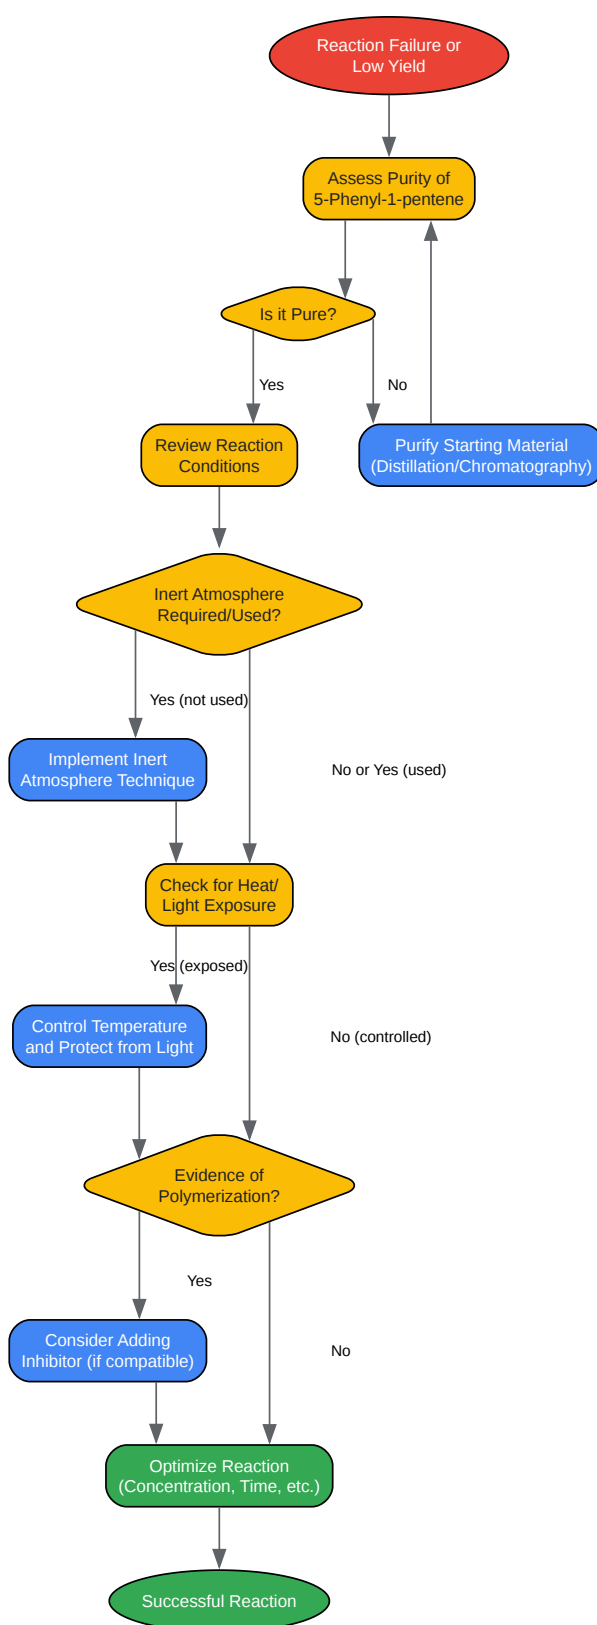 Reaction Failure or
Low Yield
Assess Purity of
5-Phenyl-1-pentene
Is it Pure?
Yes
No
Review Reaction
Conditions
Purify Starting Material
(Distillation/Chromatography)
Inert Atmosphere
Required/Used?
Yes (not used)
Implement Inert
Atmosphere Technique
No or Yes (used)
Check for Heat/
Light Exposure
Yes (exposed)
Control Temperature
and Protect from Light
No (controlled)
Evidence of
Polymerization?
Yes
Consider Adding
Inhibitor (if compatible)
No
Optimize Reaction
(Concentration, Time, etc.)
Successful Reaction